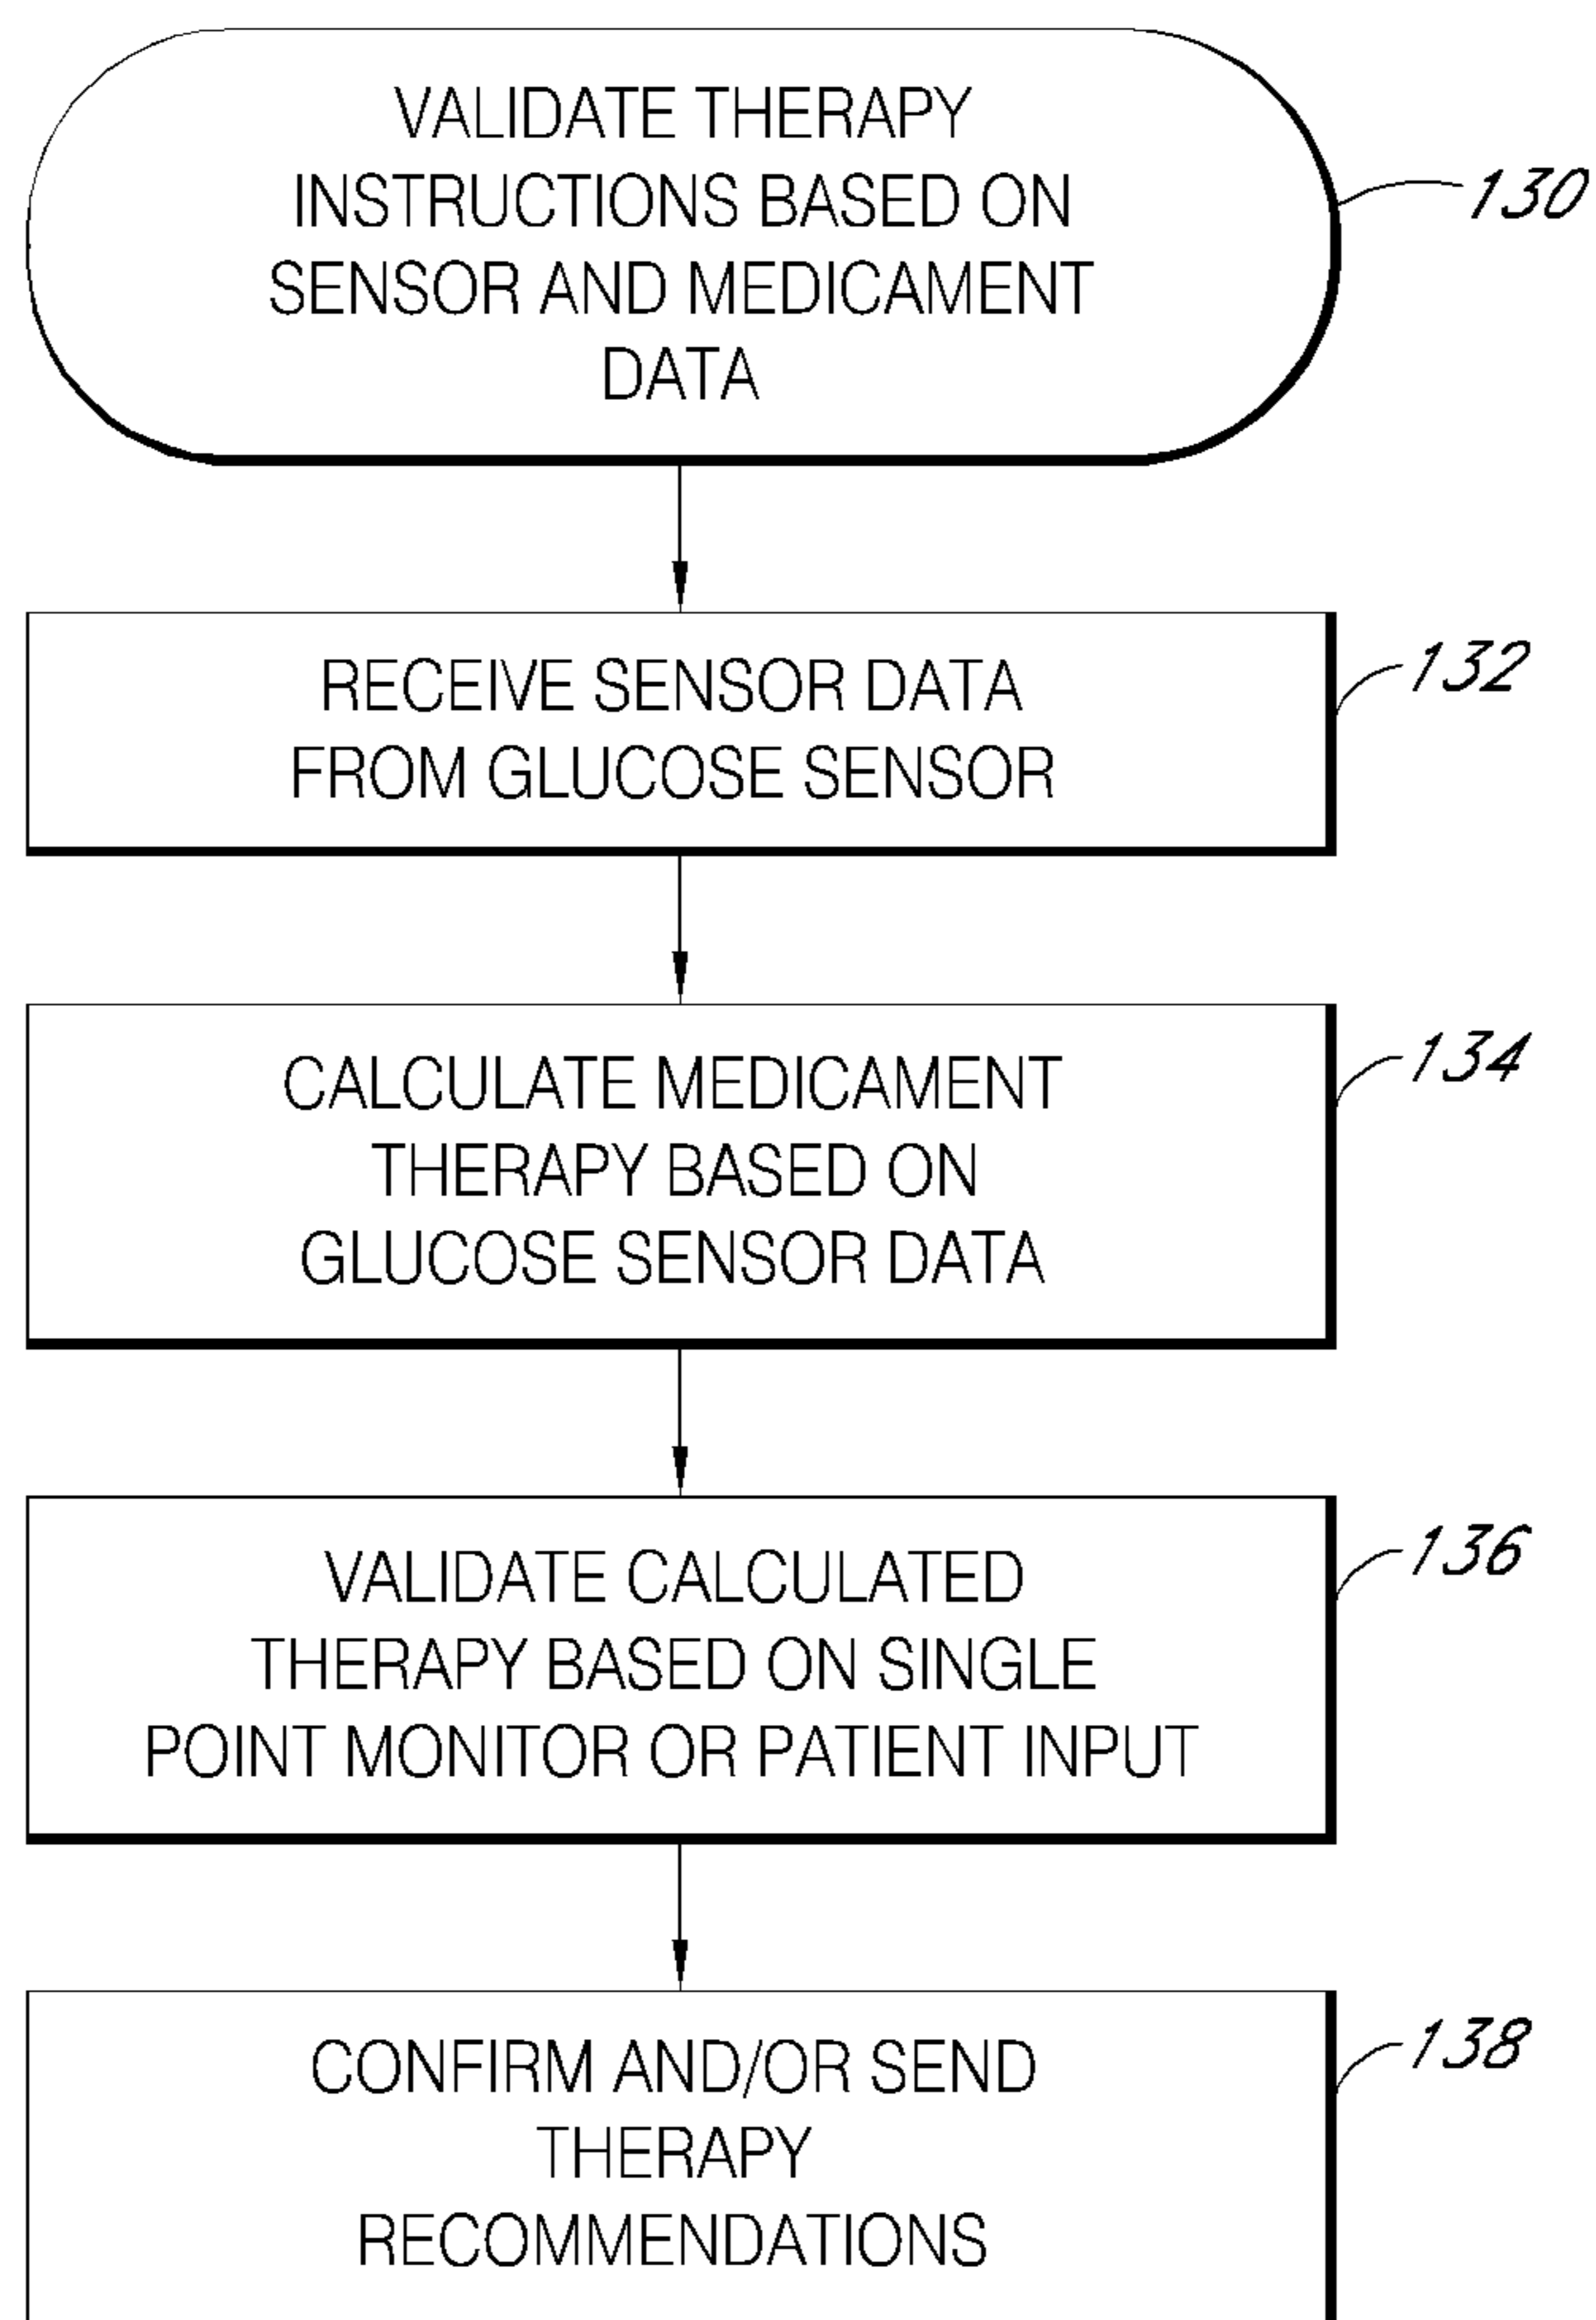 VALIDATE THERAPY
INSTRUCTIONS BASED ON
SENSOR AND MEDICAMENT
DATA
130
RECEIVE SENSOR DATA
FROM GLUCOSE SENSOR
132
CALCULATE MEDICAMENT
THERAPY BASED ON
GLUCOSE SENSOR DATA
134
VALIDATE CALCULATED
THERAPY BASED ON SINGLE
POINT MONITOR OR PATIENT INPUT
136
CONFIRM AND/OR SEND
THERAPY
RECOMMENDATIONS
138